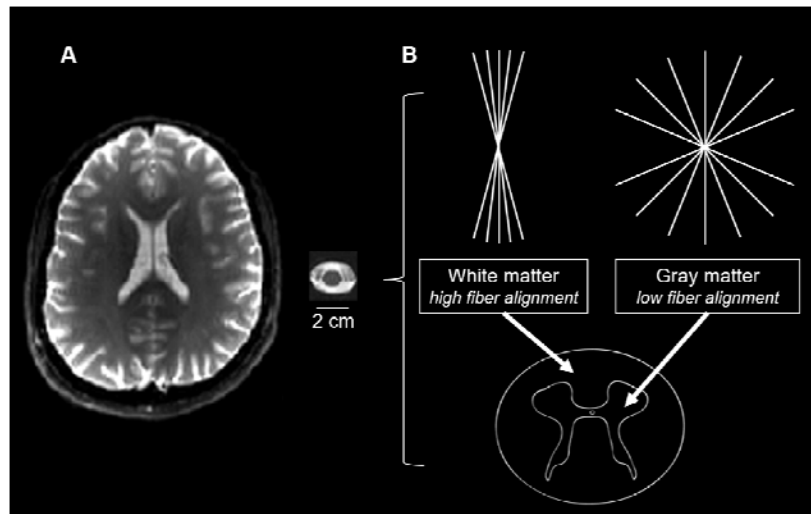 A
B
2 cm
White matter
high fiber alignment
Gray matter
low fiber alignment